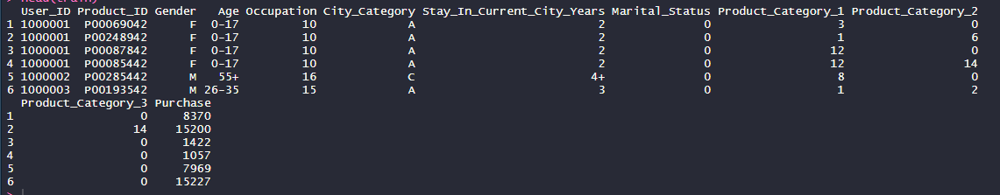 > head(train)
  User_ID Product_ID Gender   Age Occupation City_Category Stay_In_Current_City_Years Marital_Status Product_Category_1 Product_Category_2
1 1000001  P00069042      F  0-17         10             A                          2              0                  3                  0
2 1000001  P00248942      F  0-17         10             A                          2              0                  1                  6
3 1000001  P00087842      F  0-17         10             A                          2              0                 12                  0
4 1000001  P00085442      F  0-17         10             A                          2              0                 12                 14
5 1000002  P00285442      M   55+         16             C                         4+              0                  8                  0
6 1000003  P00193542      M 26-35         15             A                          3              0                  1                  2
  Product_Category_3 Purchase
1                  0     8370
2                 14    15200
3                  0     1422
4                  0     1057
5                  0     7969
6                  0    15227
>